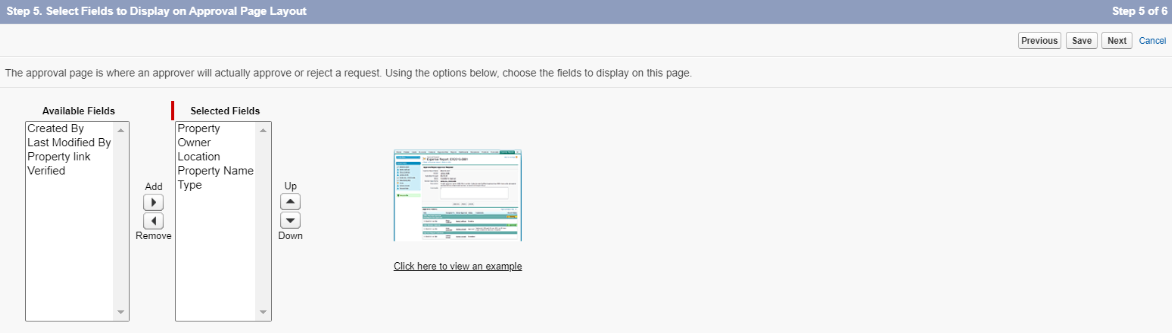 Step 5. Select Fields to Display on Approval Page Layout
Step 5 of 6
Previous Save Next Cancel
The approval page is where an approver will actually approve or reject a request. Using the options below, choose the fields to display on this page.
Available Fields
Created By
Last Modified By
Property link
Verified
Add
Remove
Selected Fields
Property
Owner
Location
Property Name
Type
Up
Down
Click here to view an example